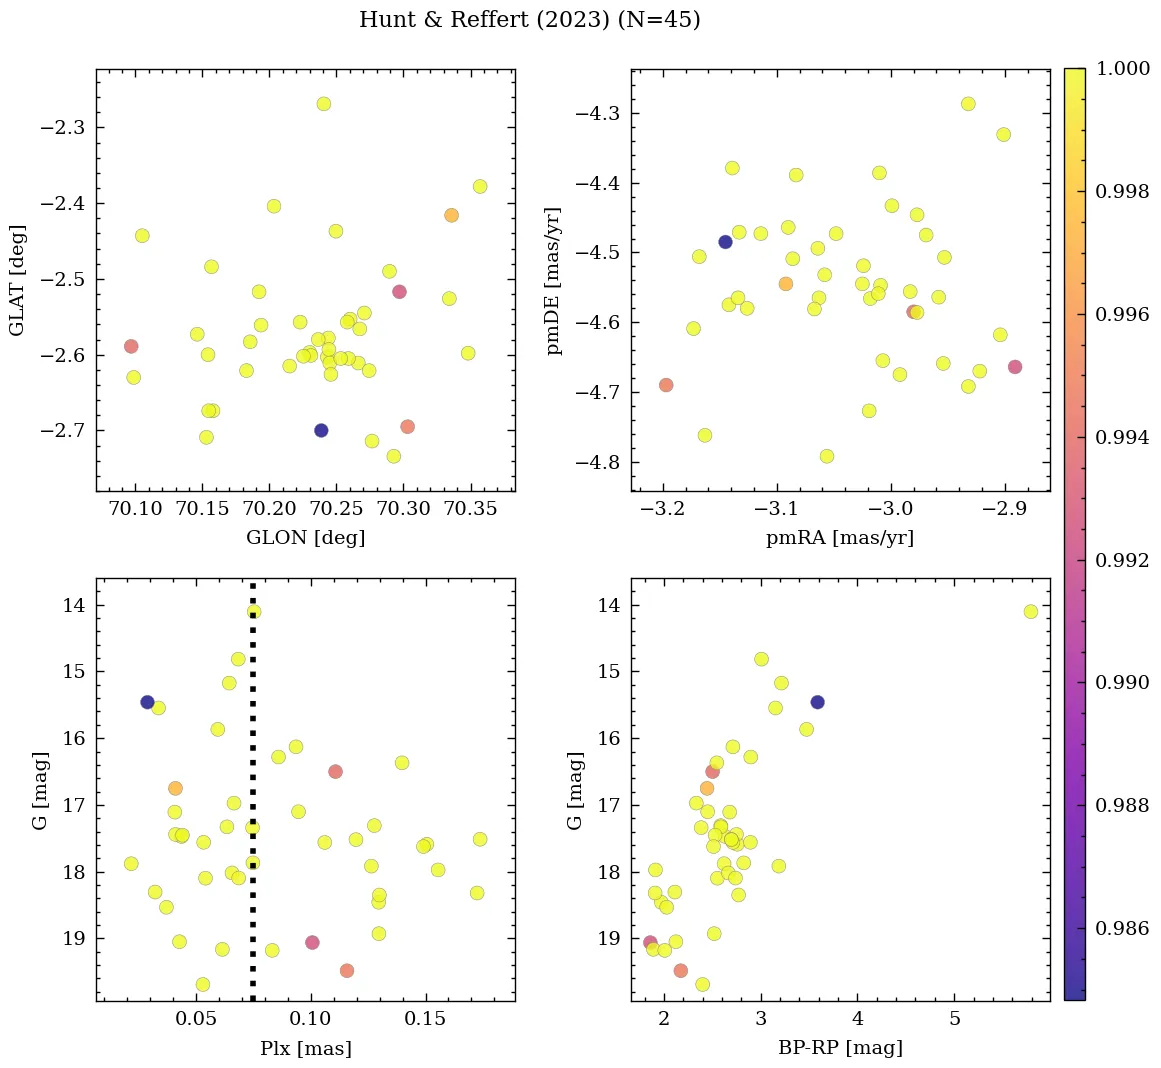 Hunt & Reffert (2023) (N=45)
GLAT [deg]
−2.3
−2.4
−2.5
−2.6
−2.7
70.10 70.15 70.20 70.25 70.30 70.35
GLON [deg]
pmDE [mas/yr]
−4.3
−4.4
−4.5
−4.6
−4.7
−4.8
−3.2 −3.1 −3.0 −2.9
pmRA [mas/yr]
1.000
0.998
0.996
0.994
0.992
0.990
0.988
0.986
G [mag]
14
15
16
17
18
19
0.05 0.10 0.15
Plx [mas]
G [mag]
14
15
16
17
18
19
2 3 4 5
BP-RP [mag]